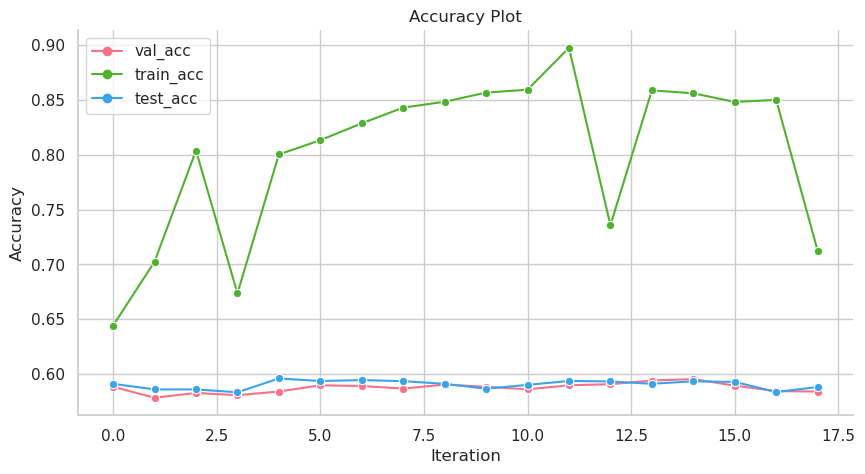 Accuracy Plot
val_acc
train_acc
test_acc
0.90
0.85
0.80
0.75
0.70
0.65
0.60
Accuracy
0.0 2.5 5.0 7.5 10.0 12.5 15.0 17.5
Iteration